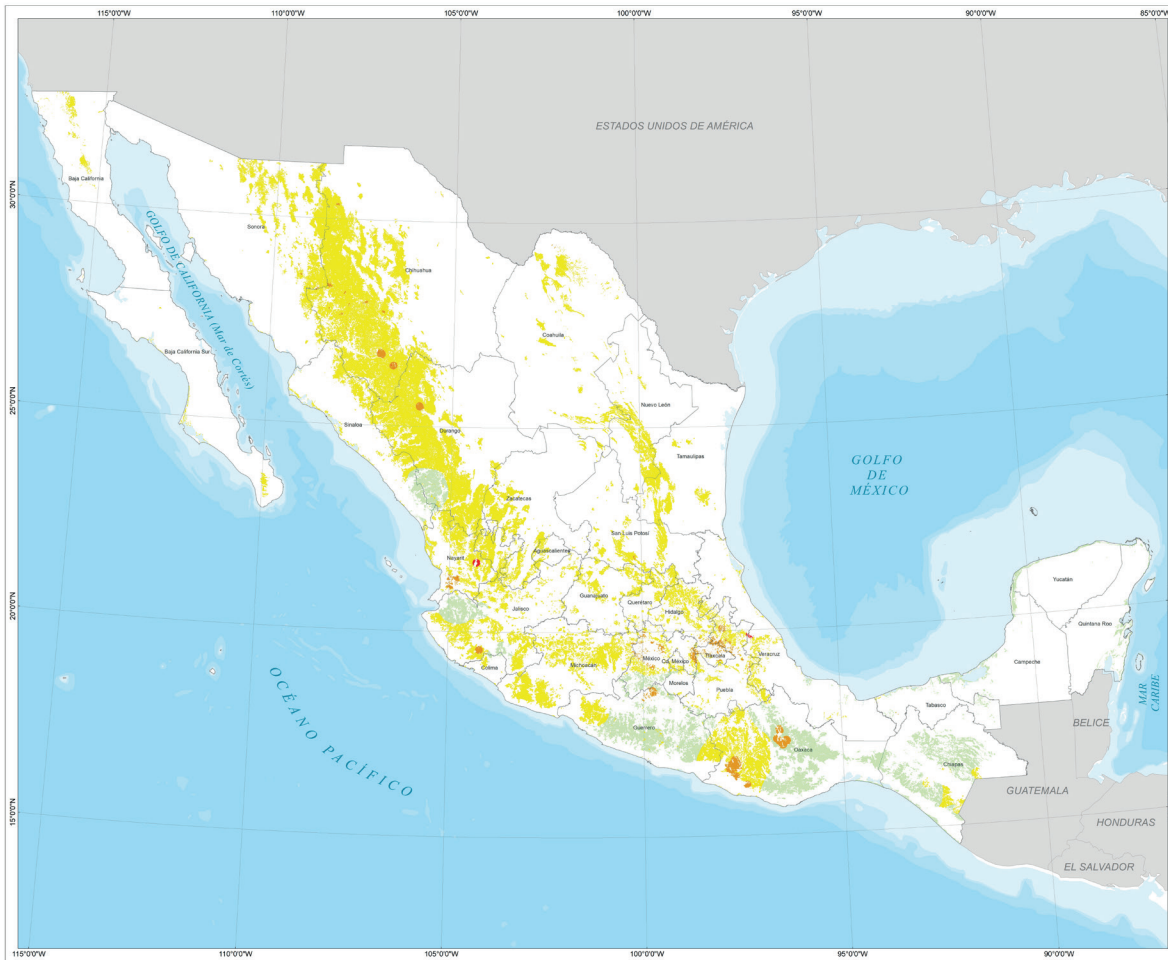 115°0'0"W
110°0'0"W
105°0'0"W
100°0'0"W
95°0'0"W
90°0'0"W
85°0'0"W
ESTADOS UNIDOS DE AMÉRICA
30°0'0"N
Baja California
Sonora
Chihuahua
GOLFO DE CALIFORNIA (Mar de Cortés)
Coahuila
Baja California Sur
25°0'0"N
Nuevo León
Sinaloa
Durango
Tamaulipas
GOLFO
DE
MÉXICO
Zacatecas
San Luis Potosí
Nayarit
Aguascalientes
Yucatán
20°0'0"N
Jalisco
Guanajuato
Querétaro
Hidalgo
Quintana Roo
Colima
Michoacán
México
Cd. México
Tlaxcala
Veracruz
Campeche
Morelos
Puebla
MAR
CARIBE
Tabasco
OCÉANO PACÍFICO
Guerrero
Oaxaca
Chiapas
BELICE
GUATEMALA
15°0'0"N
HONDURAS
EL SALVADOR
115°0'0"W
110°0'0"W
105°0'0"W
100°0'0"W
95°0'0"W
90°0'0"W